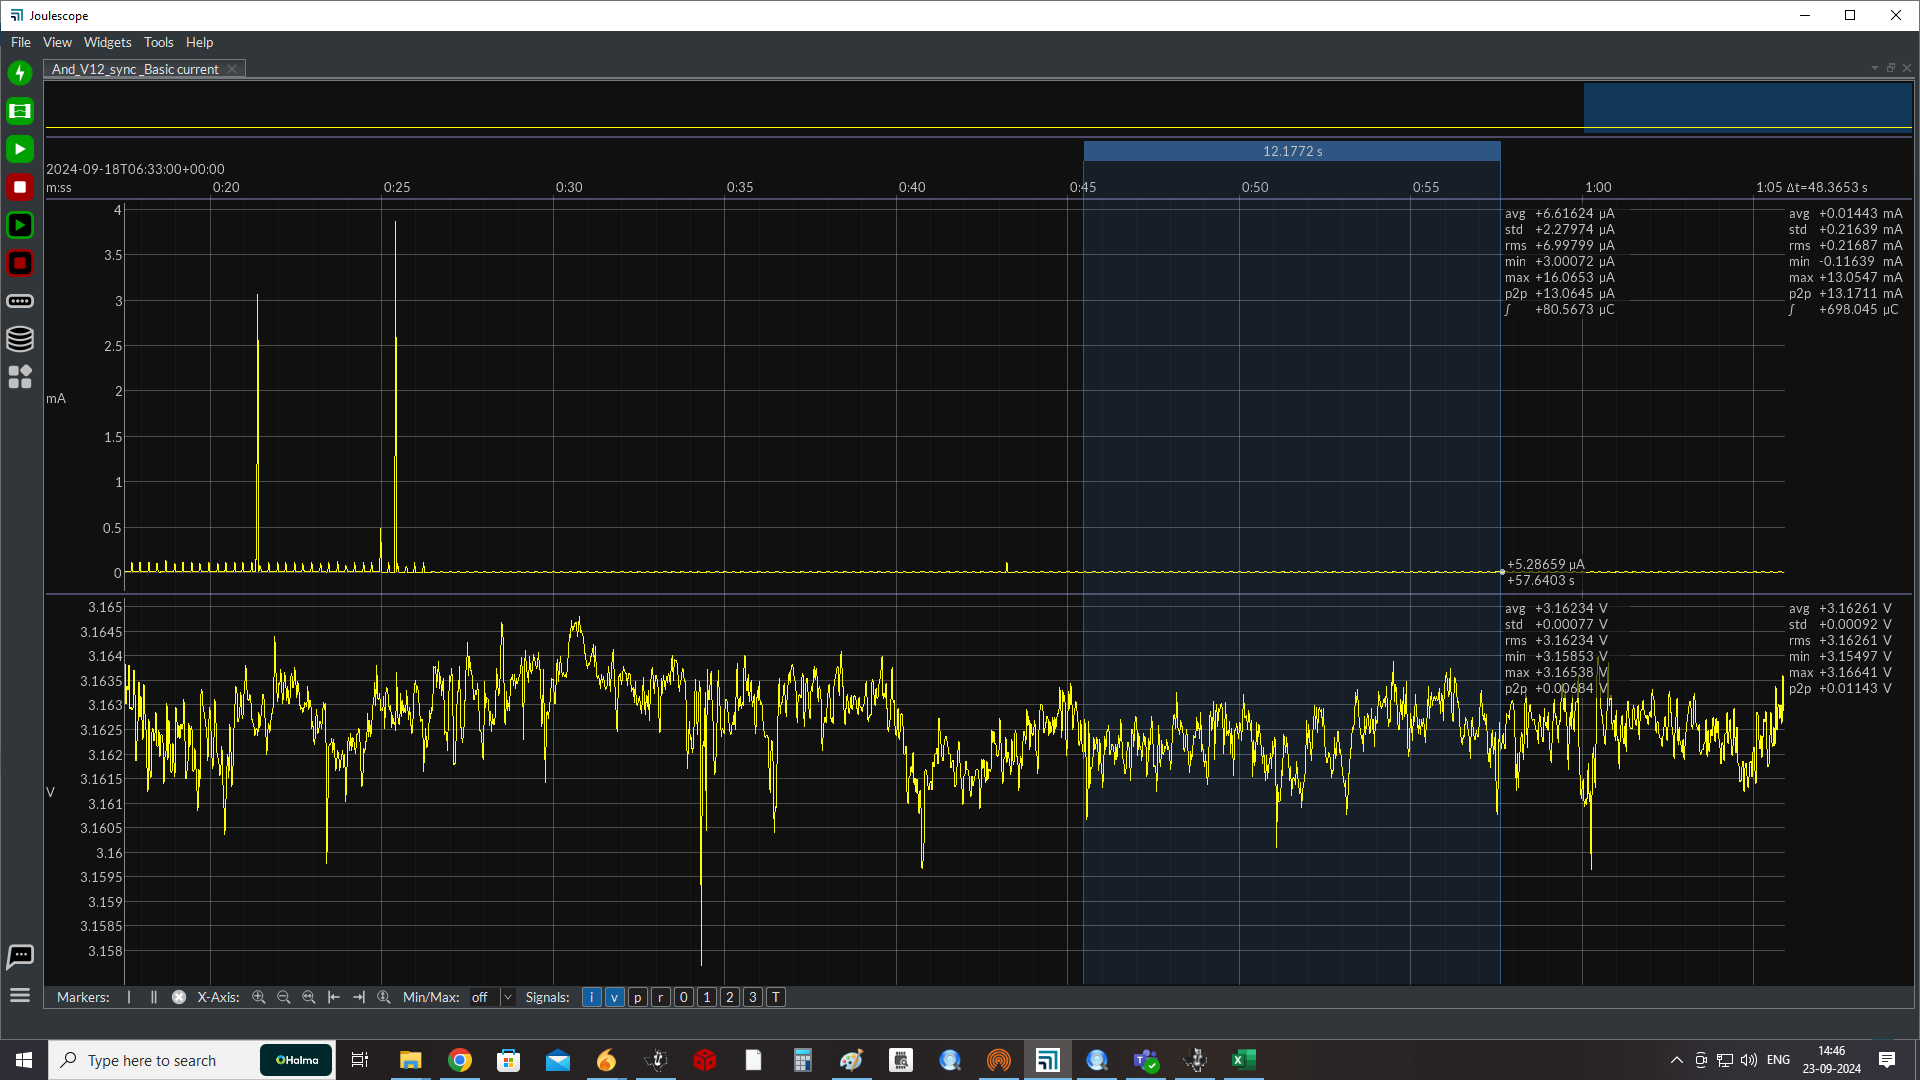 Joulescope
File View Widgets Tools Help
And_V12_sync_Basic current
12.1772 s
2024-09-18T06:33:00+00:00
m:ss 0:20 0:25 0:30 0:35 0:40 0:45 0:50 0:55 1:00 1:05 Δt=48.3653 s
4
3.5
3
2.5
2
mA
1.5
1
0.5
0
avg +6.61624 µA
std +2.27974 µA
rms +6.99799 µA
min +3.00072 µA
max +16.0653 µA
p2p +13.0645 µA
∫ +80.5673 µC
avg +0.01443 mA
std +0.21639 mA
rms +0.21687 mA
min -0.11639 mA
max +13.0547 mA
p2p +13.1711 mA
∫ +698.045 µC
+5.28659 µA
+57.6403 s
3.165
3.1645
3.164
3.1635
3.163
3.1625
3.162
3.1615
V
3.161
3.1605
3.16
3.1595
3.159
3.1585
3.158
avg +3.16234 V
std +0.00077 V
rms +3.16234 V
min +3.15853 V
max +3.16538 V
p2p +0.00684 V
avg +3.16261 V
std +0.00092 V
rms +3.16261 V
min +3.15497 V
max +3.16641 V
p2p +0.01143 V
Markers: X-Axis: Min/Max: off Signals: i v p r 0 1 2 3 T
Type here to search Halma
ENG
14:46
23-09-2024